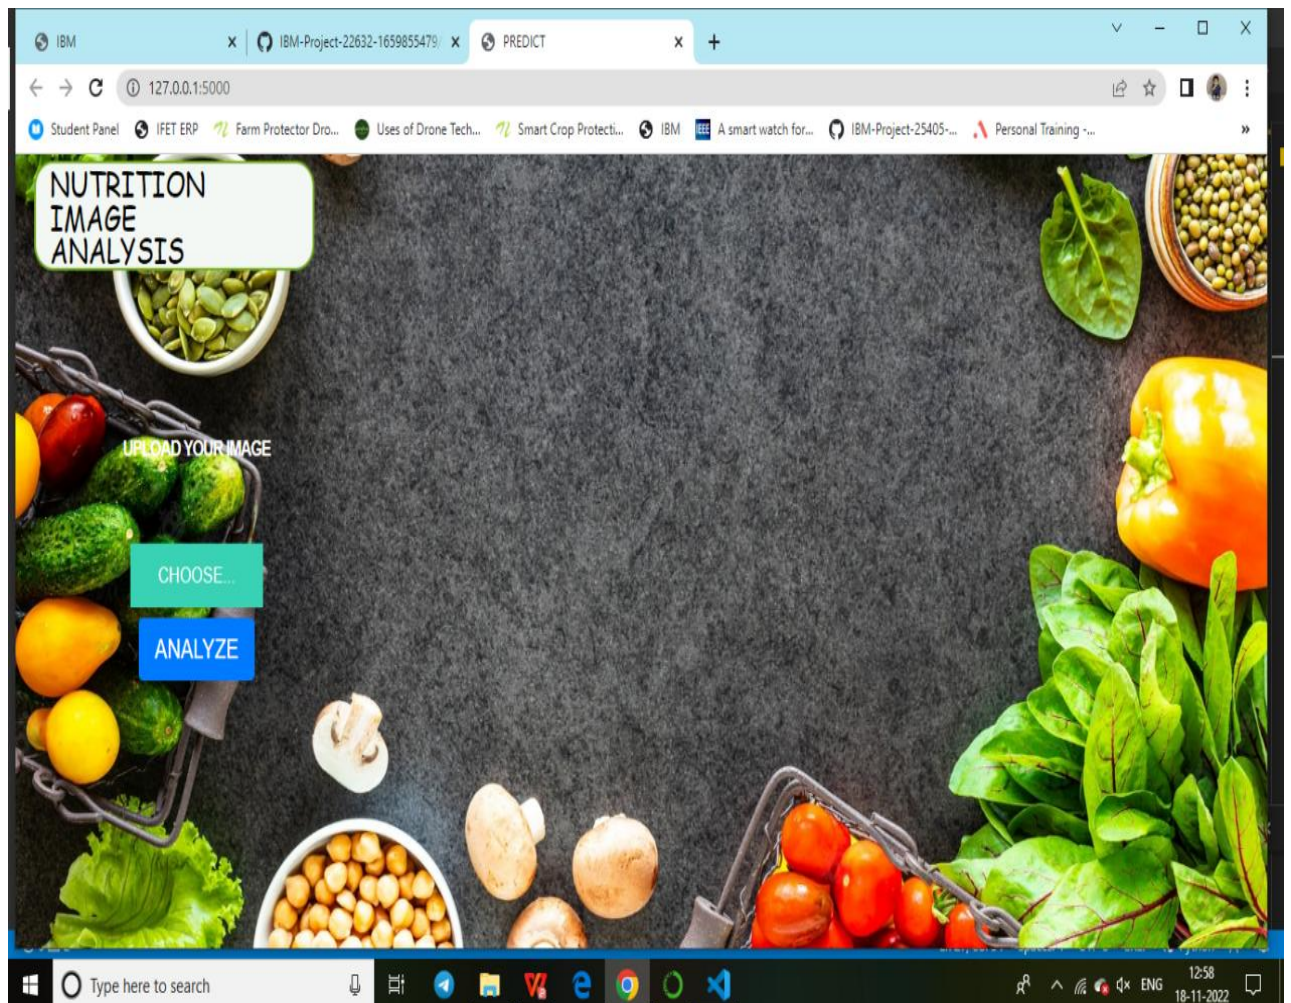 IBM
IBM-Project-22632-1659855479/
PREDICT
127.0.0.1:5000
Student Panel
IFET ERP
Farm Protector Dro...
Uses of Drone Tech...
Smart Crop Protecti...
IBM
IEEE
A smart watch for...
IBM-Project-25405-...
Personal Training -...
NUTRITION
IMAGE
ANALYSIS
UPLOAD YOUR IMAGE
CHOOSE...
ANALYZE
Type here to search
ENG
12:58
18-11-2022